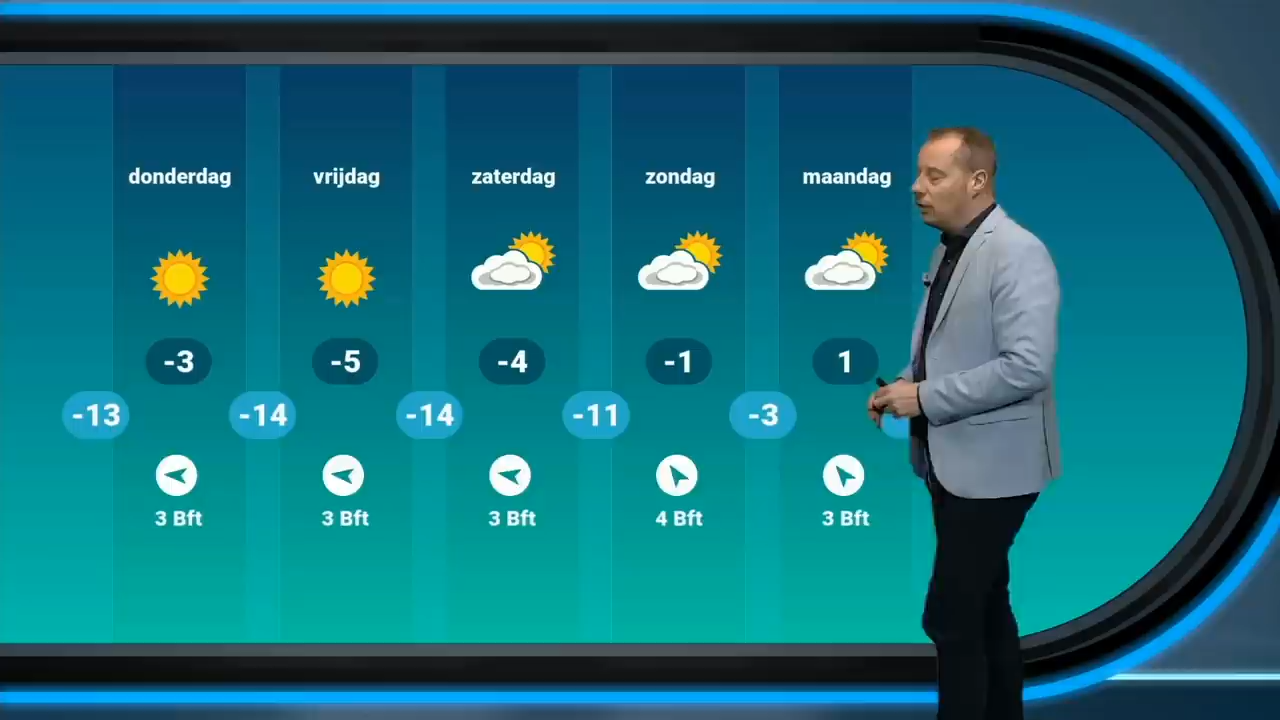 donderdag vrijdag zaterdag zondag maandag
-3 -5 -4 -1 1
-13 -14 -14 -11 -3
3 Bft 3 Bft 3 Bft 4 Bft 3 Bft